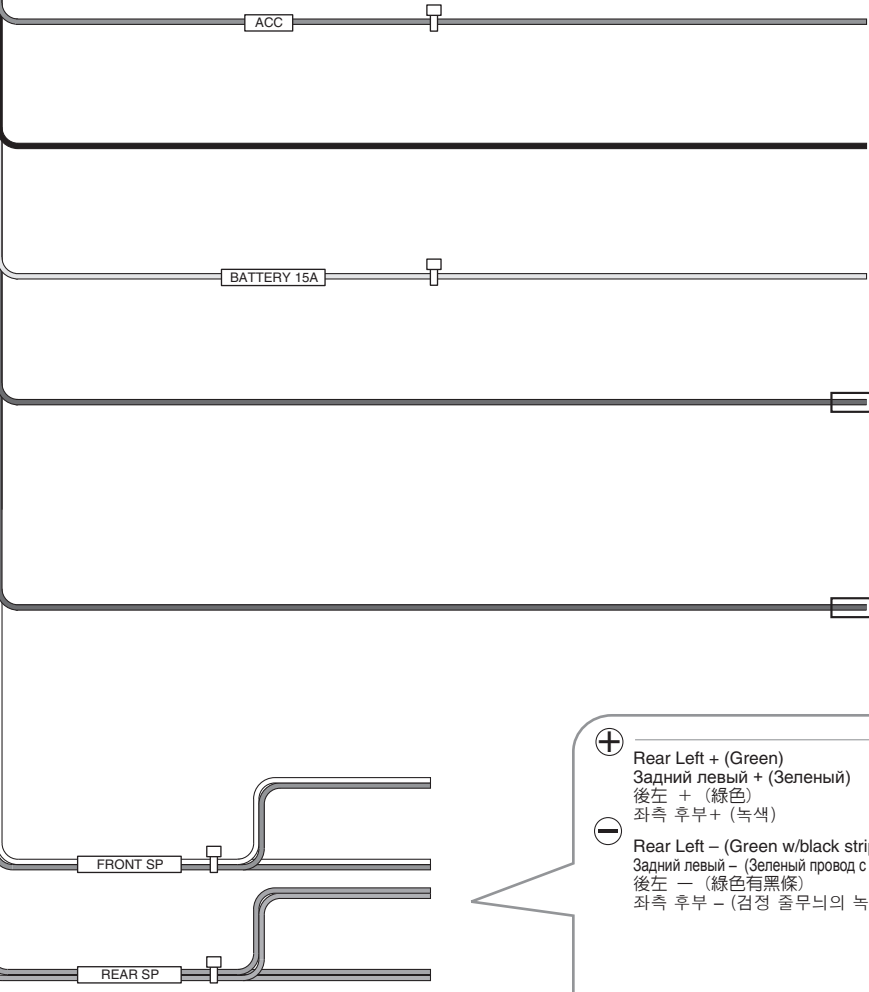 ACC
BATTERY 15A
Rear Left + (Green)
Задний левый + (Зеленый)
後左 ＋（綠色）
좌측 후부+ (녹색)
FRONT SP
Rear Left – (Green w/black
Задний левый – (Зеленый провод с
後左 －（綠色有黑條）
좌측 후부 – (검정 줄무늬의
REAR SP